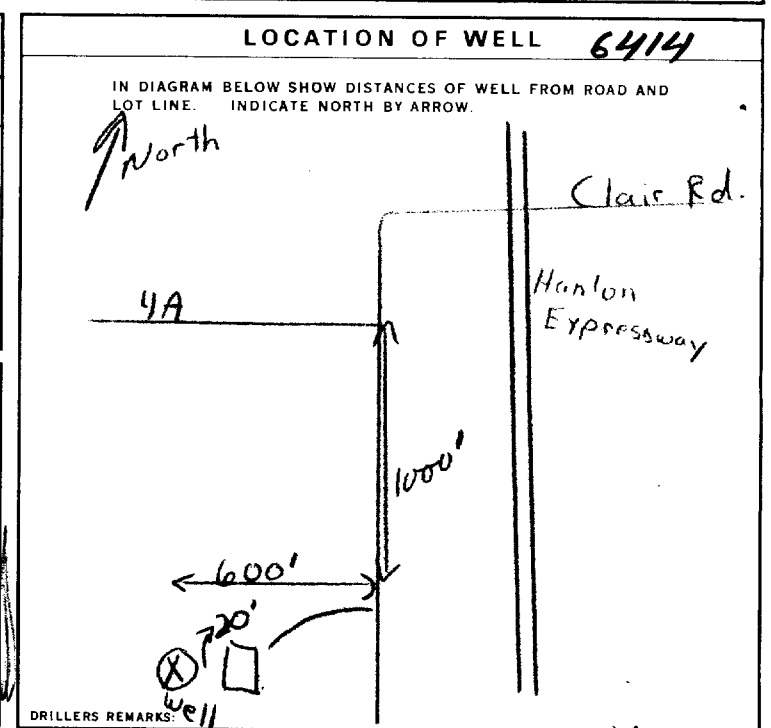 LOCATION OF WELL 6414
IN DIAGRAM BELOW SHOW DISTANCES OF WELL FROM ROAD AND
LOT LINE. INDICATE NORTH BY ARROW.
North
Clair Rd.
4A
Hanlon
Expressway
1000'
600'
20'
X
Well
DRILLERS REMARKS: